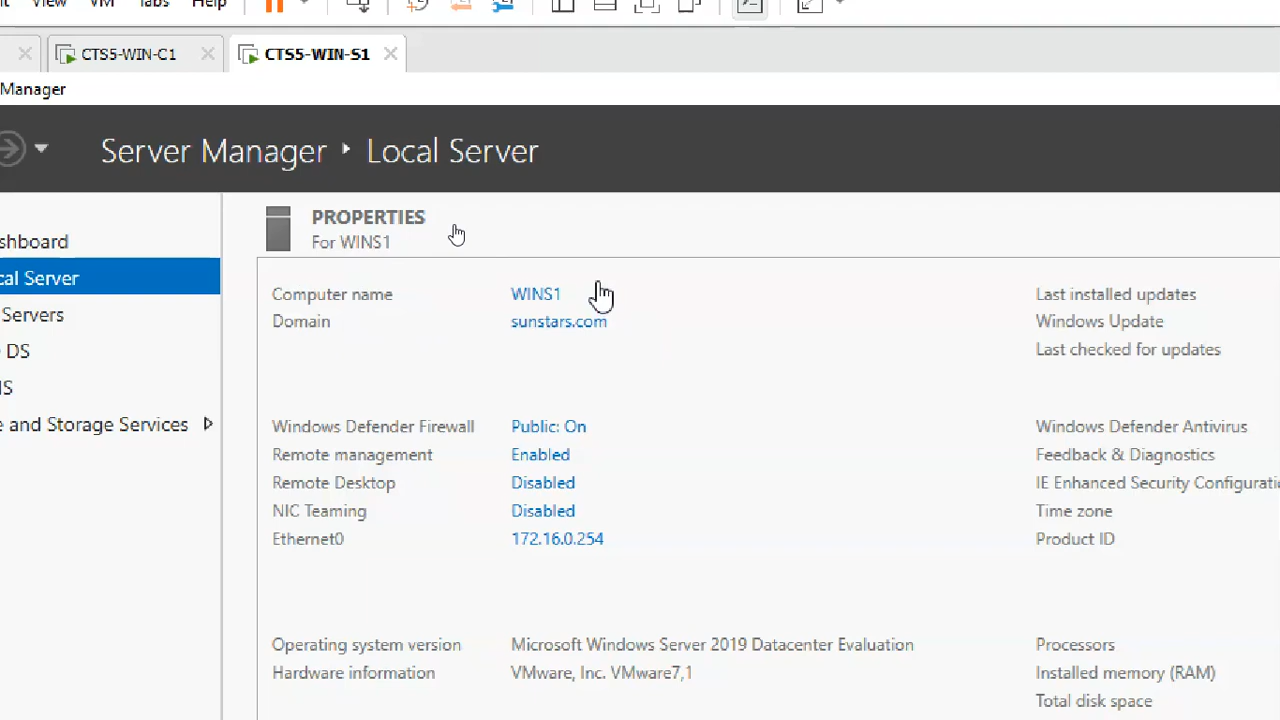 View VM Tabs Help
CTS5-WIN-C1 CTS5-WIN-S1
Manager
Server Manager Local Server
shboard
cal Server
Servers
DS
IS
e and Storage Services
PROPERTIES
For WINS1
Computer name WINS1 Last installed updates
Domain sunstars.com Windows Update
Last checked for updates
Windows Defender Firewall Public: On Windows Defender Antivirus
Remote management Enabled Feedback & Diagnostics
Remote Desktop Disabled IE Enhanced Security Configurati
NIC Teaming Disabled Time zone
Ethernet0 172.16.0.254 Product ID
Operating system version Microsoft Windows Server 2019 Datacenter Evaluation Processors
Hardware information VMware, Inc. VMware7,1 Installed memory (RAM)
Total disk space